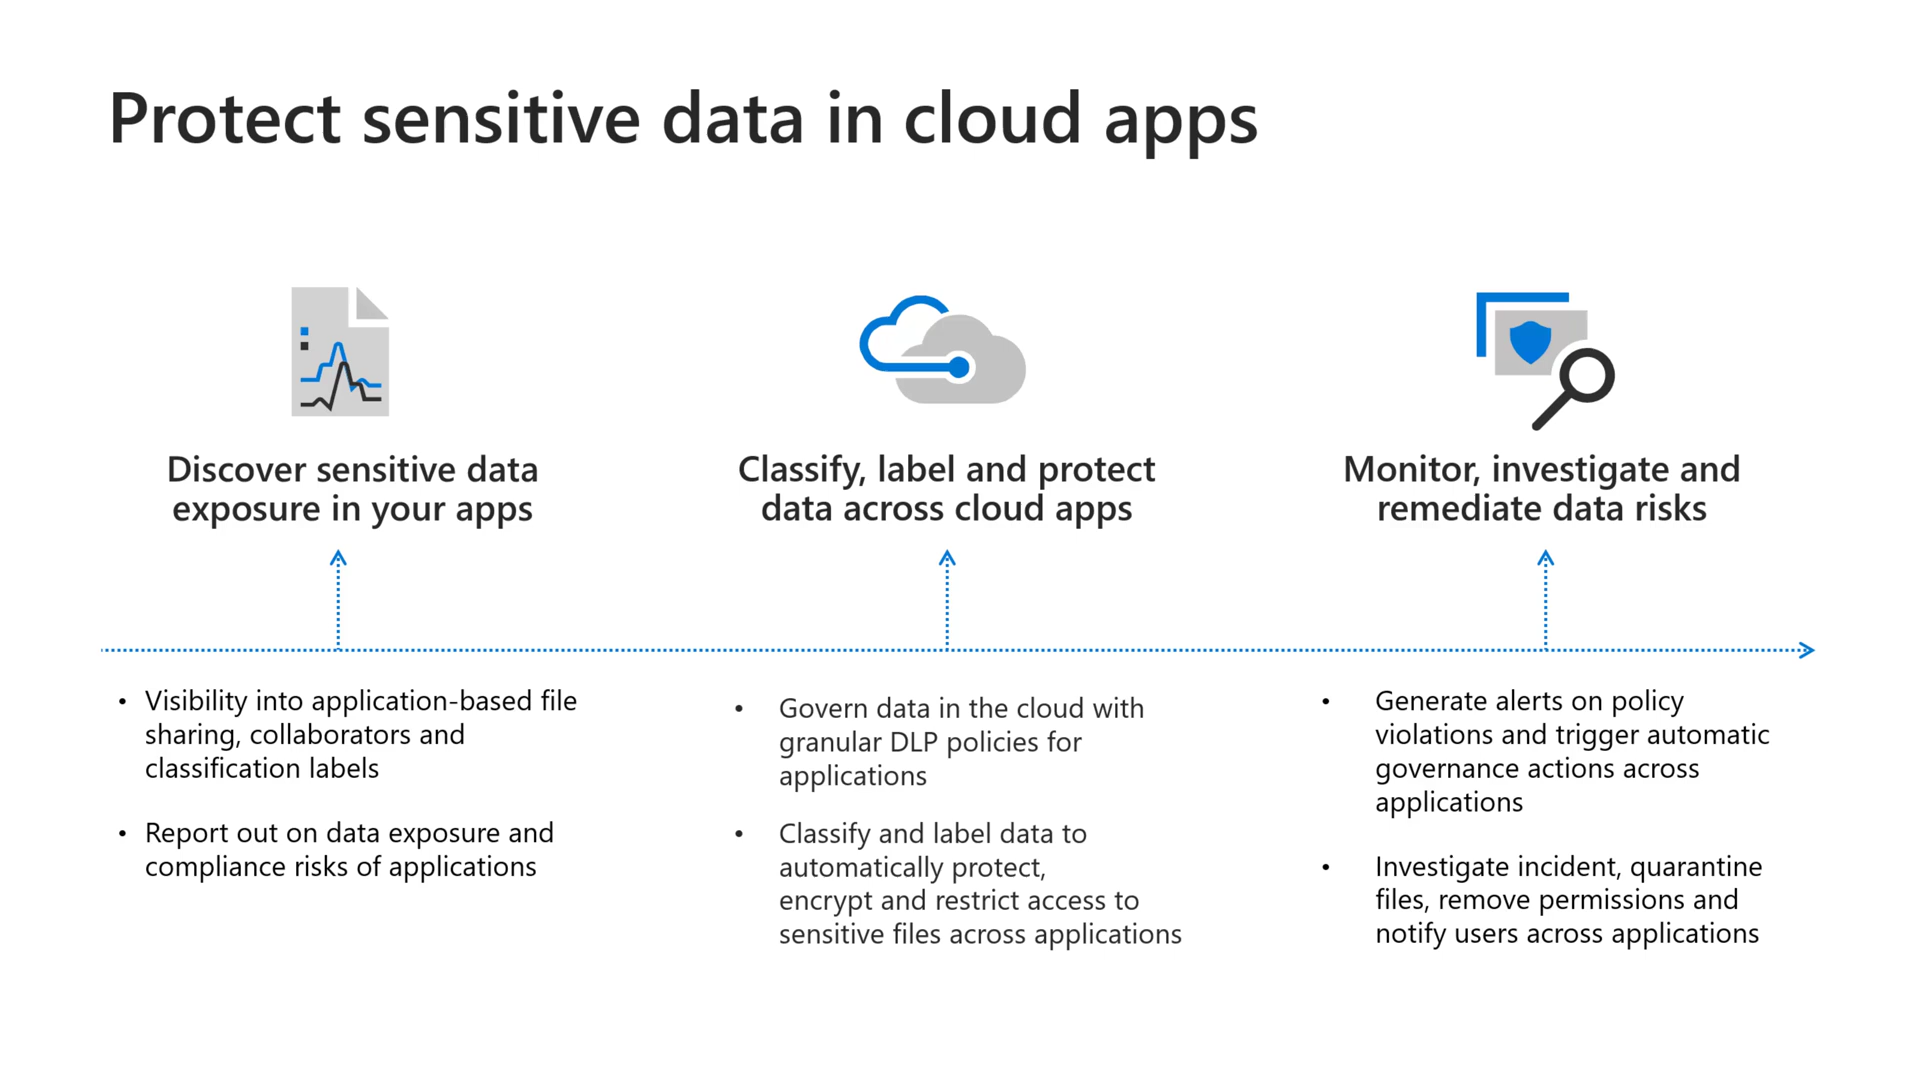 Protect sensitive data in cloud apps
Discover sensitive data
exposure in your apps
Classify, label and protect
data across cloud apps
Monitor, investigate and
remediate data risks
• Visibility into application-based file
sharing, collaborators and
classification labels
• Report out on data exposure and
compliance risks of applications
• Govern data in the cloud with
granular DLP policies for
applications
• Classify and label data to
automatically protect,
encrypt and restrict access to
sensitive files across applications
• Generate alerts on policy
violations and trigger automatic
governance actions across
applications
• Investigate incident, quarantine
files, remove permissions and
notify users across applications